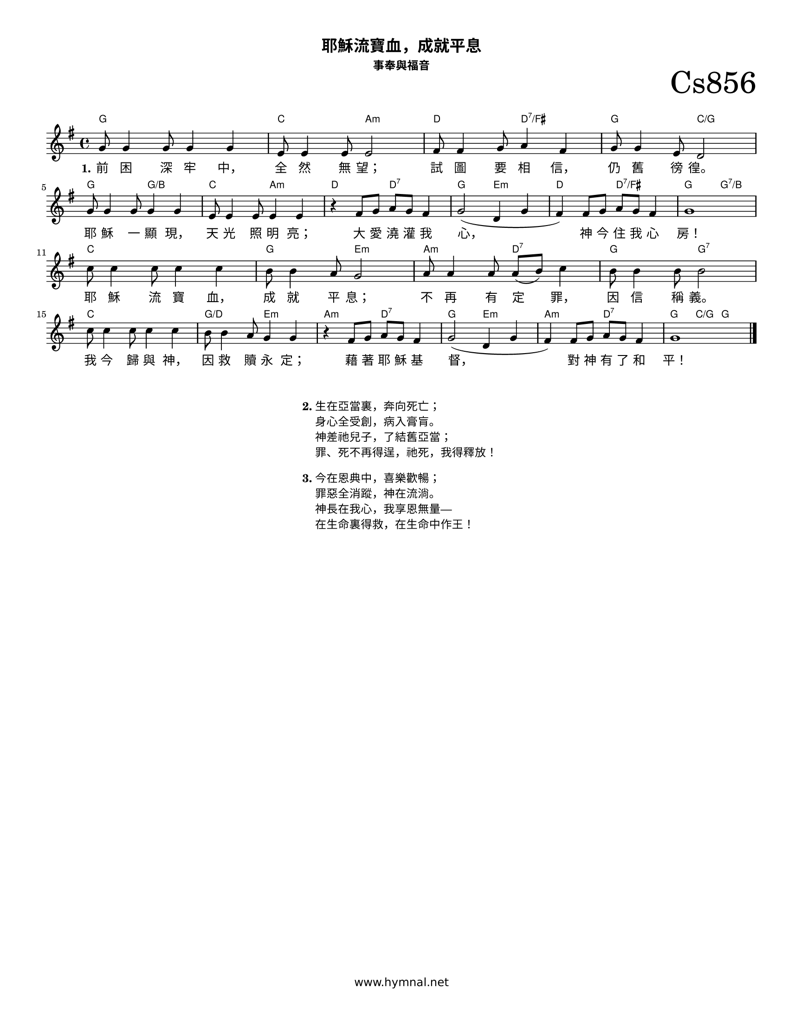 耶穌流寶血，成就平息
事奉與福音
Cs856
G C Am D D7/F♯ G C/G
1. 前 困 深 牢 中， 全 然 無 望； 試 圖 要 相 信， 仍 舊 徬 徨。
5 G G/B C Am D D7 G Em D D7/F♯ G G7/B
耶 穌 一 顯 現， 天 光 照 明 亮； 大 愛 澆 灌 我 心， 神 今 住 我 心 房！
11 C G Em Am D7 G G7
耶 穌 流 寶 血， 成 就 平 息； 不 再 有 定 罪， 因 信 稱 義。
15 C G/D Em Am D7 G Em Am D7 G C/G G
我 今 歸 與 神， 因 救 贖 永 定； 藉 著 耶 穌 基 督， 對 神 有 了 和 平！
2. 生在亞當裏，奔向死亡；
身心全受創，病入膏肓。
神差祂兒子，了結舊亞當；
罪、死不再得逞，祂死，我得釋放！
3. 今在恩典中，喜樂歡暢；
罪惡全消蹤，神在流淌。
神長在我心，我享恩無量—
在生命裏得救，在生命中作王！
www.hymnal.net